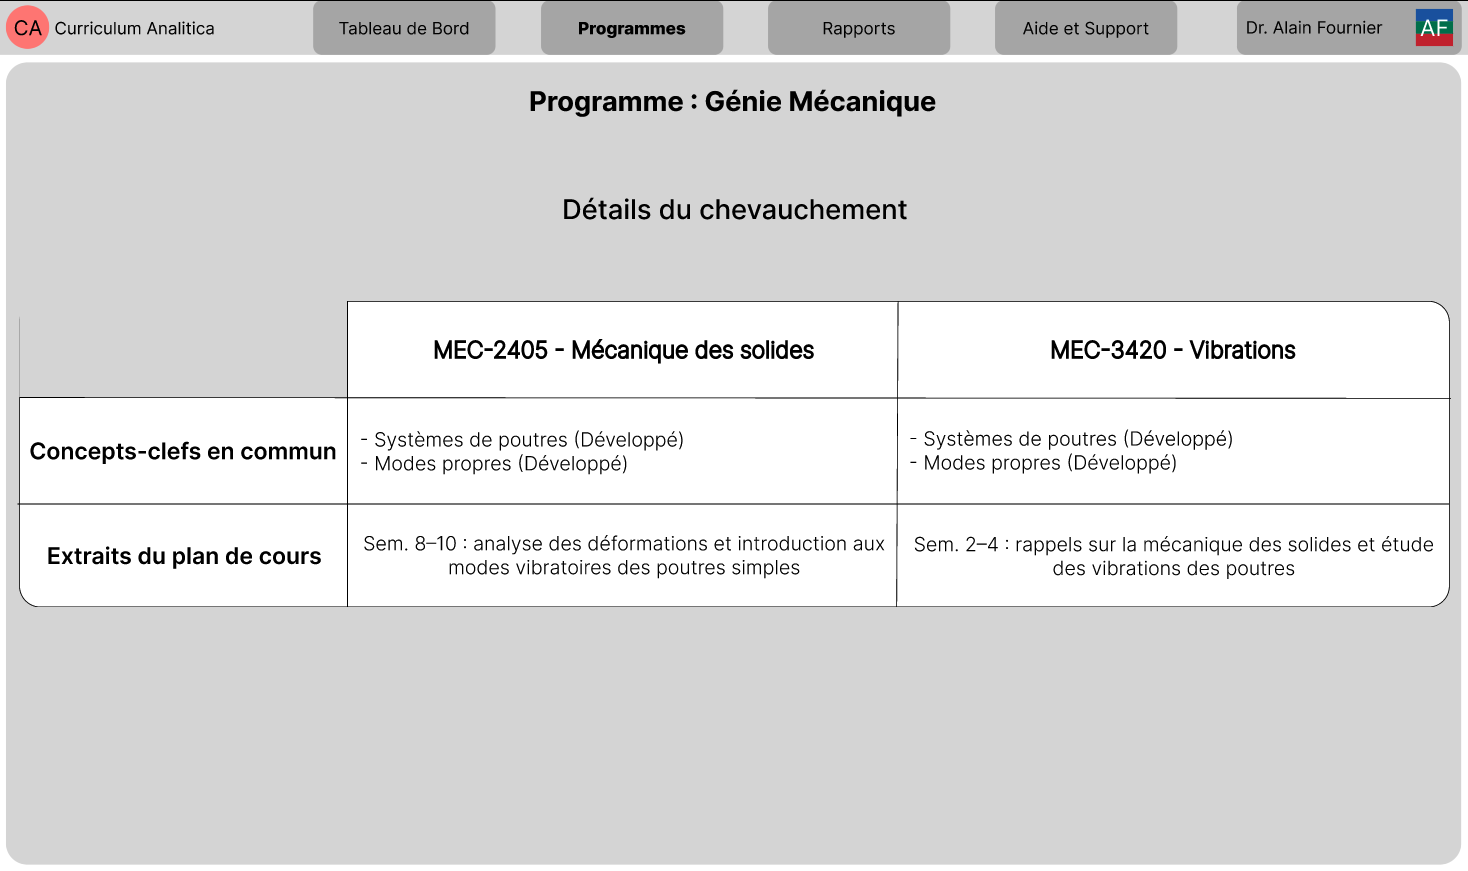 CA Curriculum Analitica Tableau de Bord Programmes Rapports Aide et Support Dr. Alain Fournier AF
Programme : Génie Mécanique
Détails du chevauchement
MEC-2405 - Mécanique des solides MEC-3420 - Vibrations
Concepts-clefs en commun
- Systèmes de poutres (Développé)
- Modes propres (Développé)
- Systèmes de poutres (Développé)
- Modes propres (Développé)
Extraits du plan de cours
Sem. 8–10 : analyse des déformations et introduction aux
modes vibratoires des poutres simples
Sem. 2–4 : rappels sur la mécanique des solides et étude
des vibrations des poutres